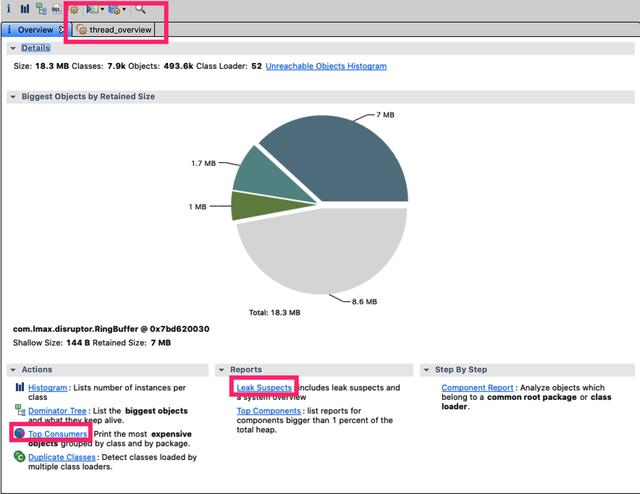 Overview
thread_overview
Details
Size: 18.3 MB Classes: 7.9k Objects: 493.6k Class Loader: 52 Unreachable Objects Histogram
Biggest Objects by Retained Size
7 MB
1.7 MB
1 MB
8.6 MB
Total: 18.3 MB
com.lmax.disruptor.RingBuffer @ 0x7bd620030
Shallow Size: 144 B Retained Size: 7 MB
Actions
Histogram: Lists number of instances per
class
Dominator Tree: List the biggest objects
and what they keep alive.
Top Consumers: Print the most expensive
objects grouped by class and by package.
Duplicate Classes: Detect classes loaded by
multiple class loaders.
Reports
Leak Suspects: includes leak suspects and
a system overview
Top Components: list reports for
components bigger than 1 percent of the
total heap.
Step By Step
Component Report: Analyze objects which
belong to a common root package or class
loader.